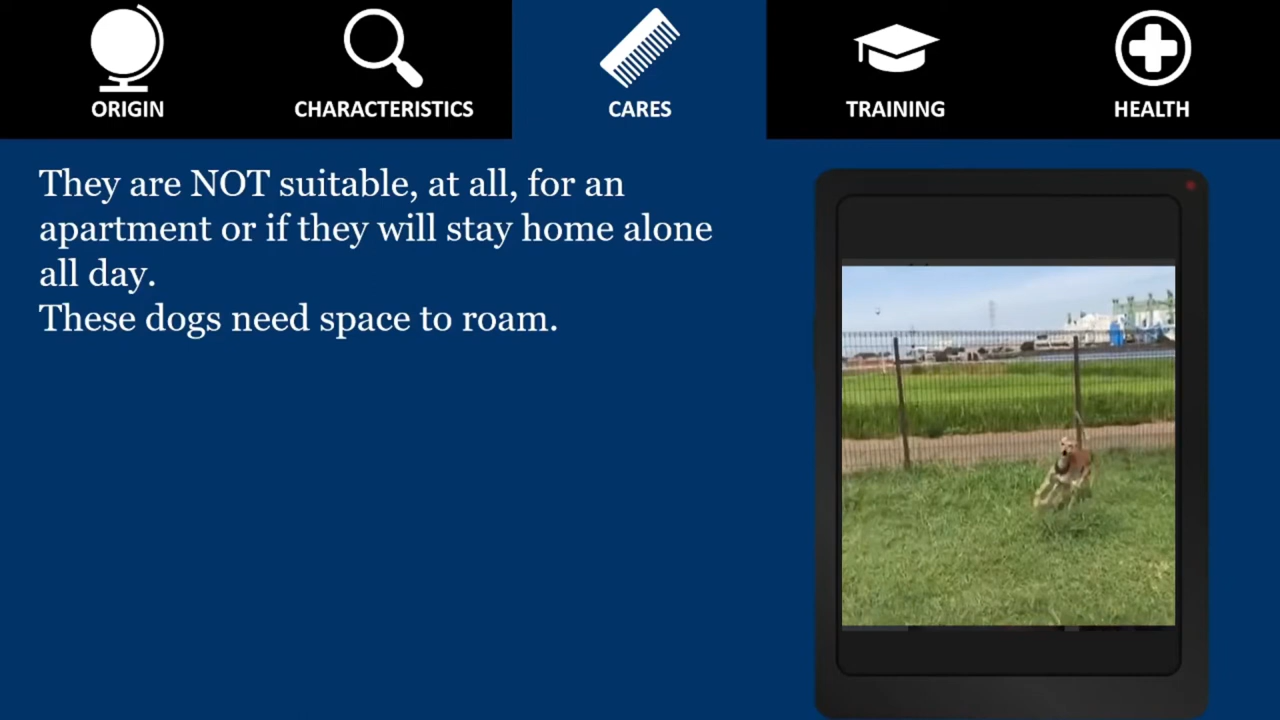 ORIGIN
CHARACTERISTICS
CARES
TRAINING
HEALTH
They are NOT suitable, at all, for an
apartment or if they will stay home alone
all day.
These dogs need space to roam.